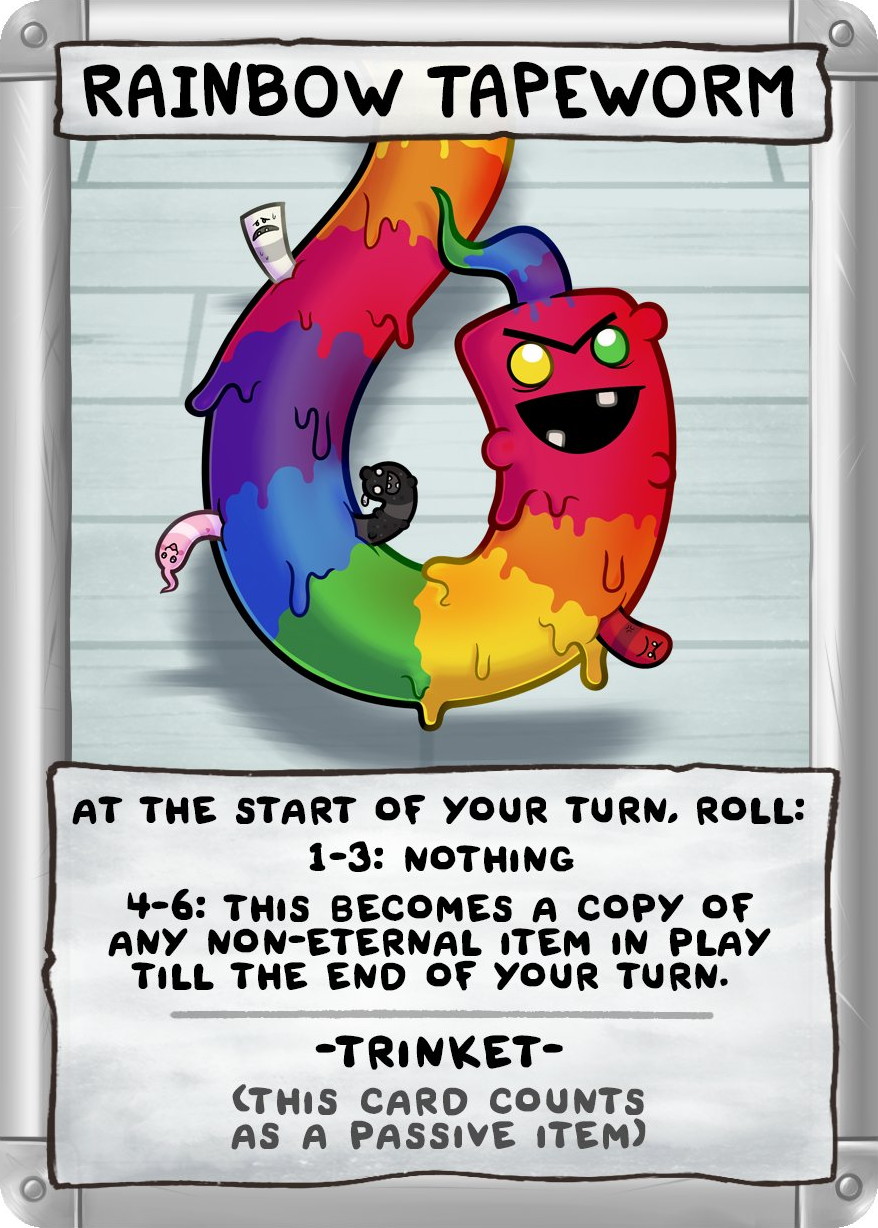 RAINBOW TAPEWORM
AT THE START OF YOUR TURN, ROLL:
1-3: NOTHING
4-6: THIS BECOMES A COPY OF
ANY NON-ETERNAL ITEM IN PLAY
TILL THE END OF YOUR TURN.
-TRINKET-
(THIS CARD COUNTS
AS A PASSIVE ITEM)